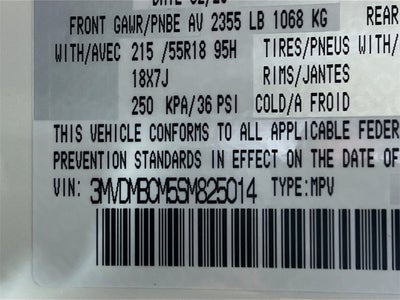 FRONT GAWR/PNBE AV 2355 LB 1068 KG REAR
WITH/AVEC 215 /55R18 95H TIRES/PNEUS WITH/
18X7J RIMS/JANTES
250 KPA/36 PSI COLD/A FROID
THIS VEHICLE CONFORMS TO ALL APPLICABLE FEDER
PREVENTION STANDARDS IN EFFECT ON THE DATE OF
VIN: 3MVDMBCM5SM825014 TYPE:MPV